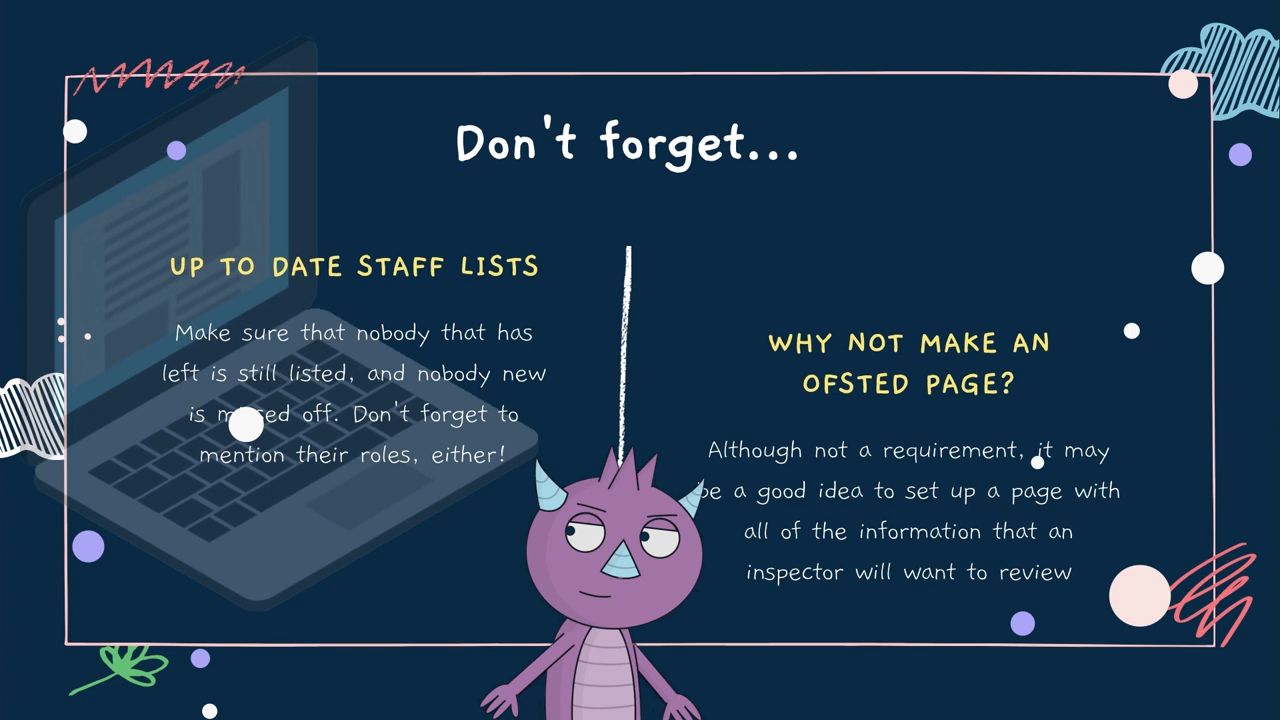 Don't forget...
UP TO DATE STAFF LISTS
Make sure that nobody that has
left is still listed, and nobody new
is missed off. Don't forget to
mention their roles, either!
WHY NOT MAKE AN
OFSTED PAGE?
Although not a requirement, it may
be a good idea to set up a page with
all of the information that an
inspector will want to review